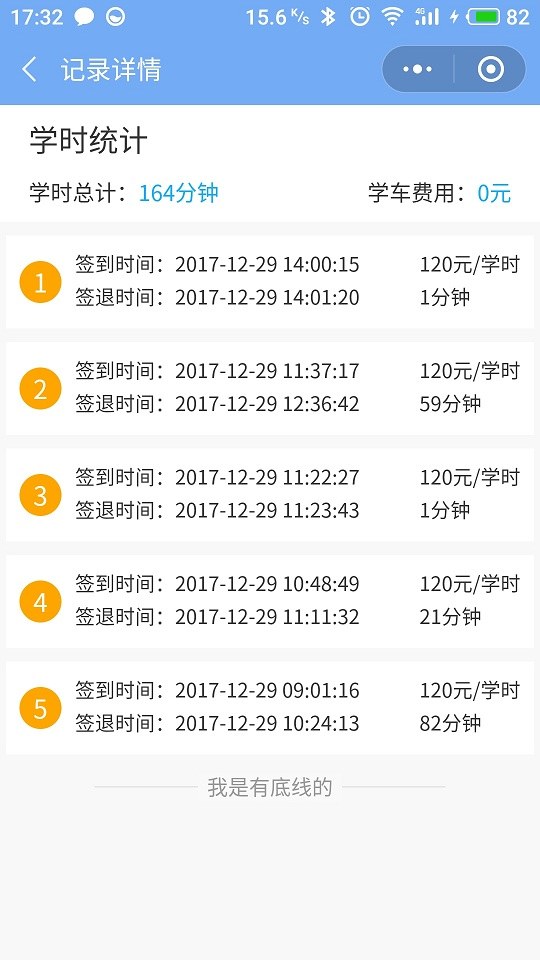 17:32 15.6 K/s 4G 82
记录详情
学时统计
学时总计：164分钟 学车费用：0元
1
签到时间：2017-12-29 14:00:15 120元/学时
签退时间：2017-12-29 14:01:20 1分钟
2
签到时间：2017-12-29 11:37:17 120元/学时
签退时间：2017-12-29 12:36:42 59分钟
3
签到时间：2017-12-29 11:22:27 120元/学时
签退时间：2017-12-29 11:23:43 1分钟
4
签到时间：2017-12-29 10:48:49 120元/学时
签退时间：2017-12-29 11:11:32 21分钟
5
签到时间：2017-12-29 09:01:16 120元/学时
签退时间：2017-12-29 10:24:13 82分钟
我是有底线的